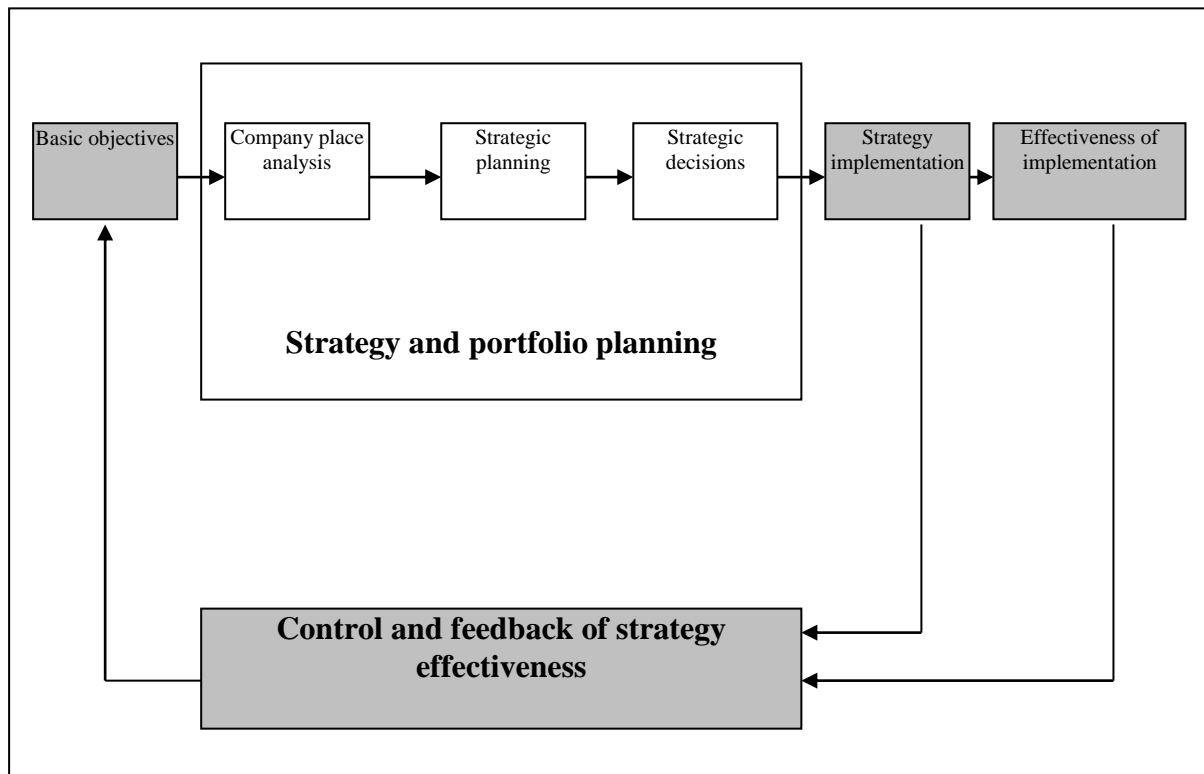 Basic objectives
Company place
analysis
Strategic
planning
Strategic
decisions
Strategy
implementation
Effectiveness of
implementation
Strategy and portfolio planning
Control and feedback of strategy
effectiveness